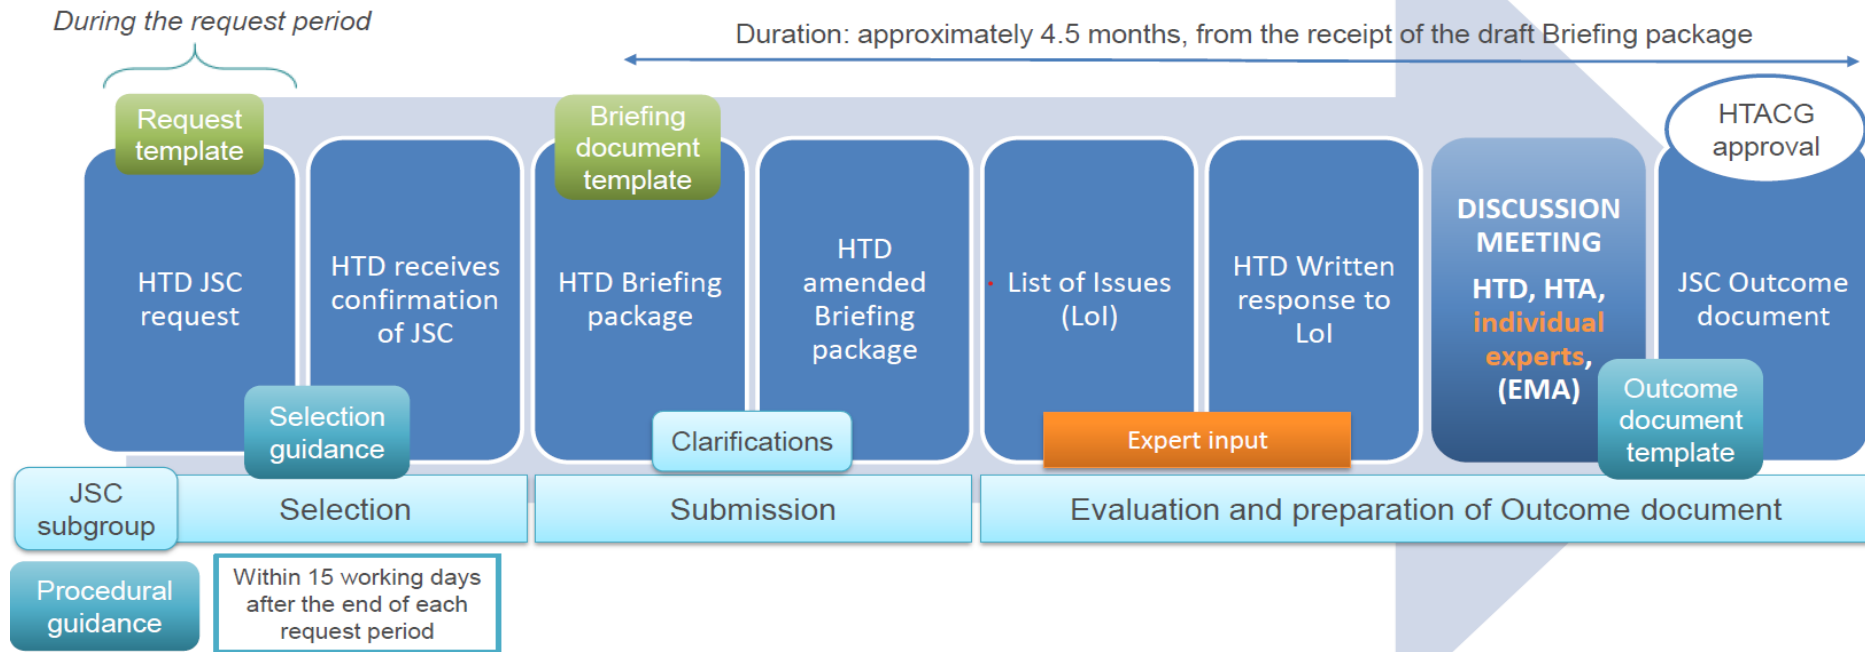 During the request period
Duration: approximately 4.5 months, from the receipt of the draft Briefing package
Request
template
HTD JSC
request
HTD receives
confirmation
of JSC
Selection
guidance
Briefing
document
template
HTD Briefing
package
HTD
amended
Briefing
package
Clarifications
List of Issues
(LoI)
HTD Written
response to
LoI
Expert input
DISCUSSION
MEETING
HTD, HTA,
individual
experts,
(EMA)
HTACG
approval
JSC Outcome
document
Outcome
document
template
JSC
subgroup
Selection
Submission
Evaluation and preparation of Outcome document
Procedural
guidance
Within 15 working days
after the end of each
request period